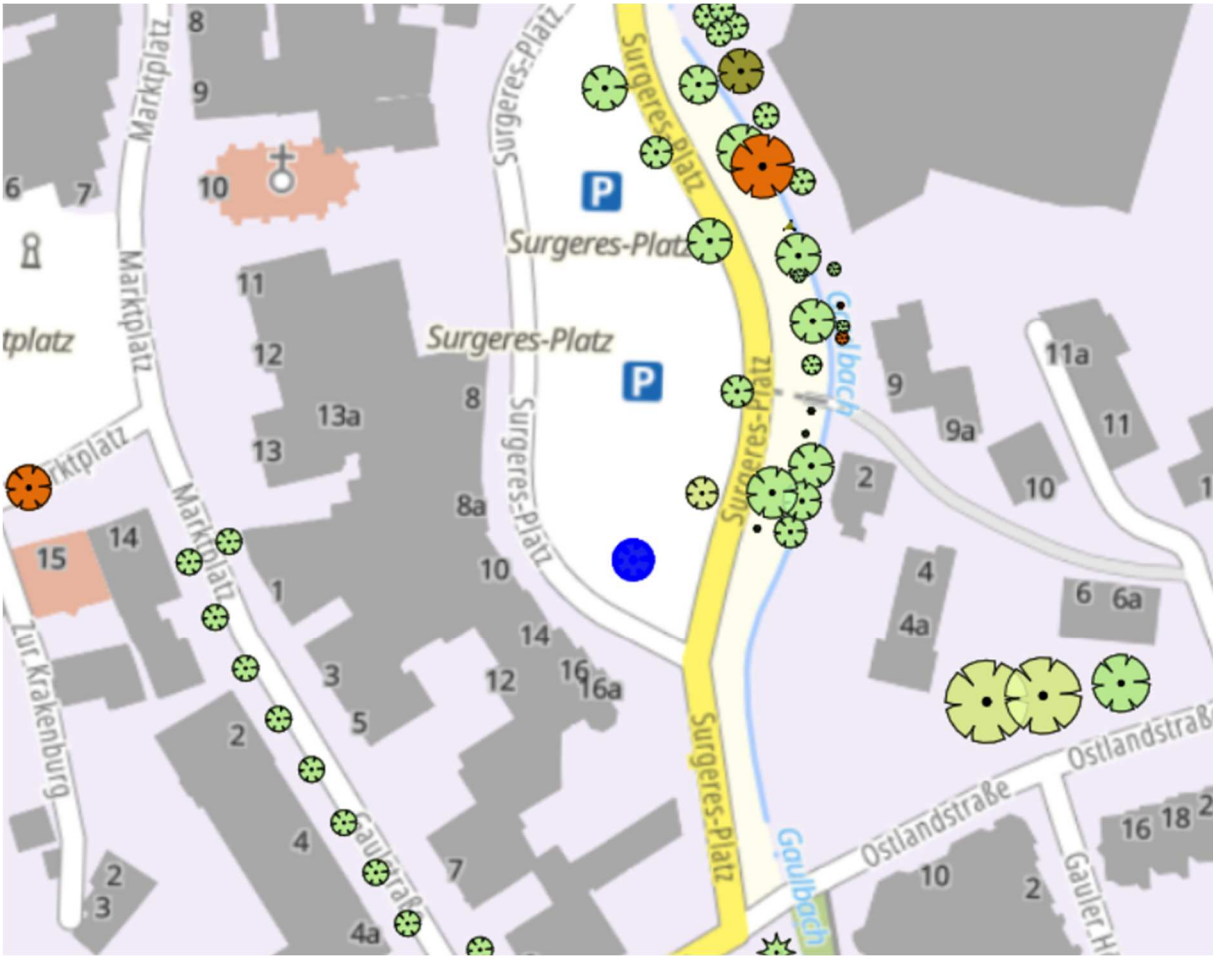 8
Marktplatz
Surgeres-Platz
Surgeres-Platz
9
6
7
10
P
Surgeres-Platz
Marktplatz
11
tplatz
12
Surgeres-Platz
Gaulbach
11a
P
9
8
13a
9a
11
13
Surgeres-Platz
Surgeres-Platz
rktplatz
2
10
1
Marktplatz
8a
14
15
10
4
6
6a
1
4a
14
Zur Krakenburg
3
12
16
16a
5
2
Surgeres-Platz
Ostlandstraße
4
Gaulstraße
Ostlandstraße
16
18
2
7
Gaulbach
10
2
2
3
Gauler H
4a